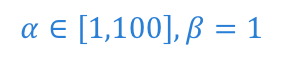 α ∈ [1,100], β = 1